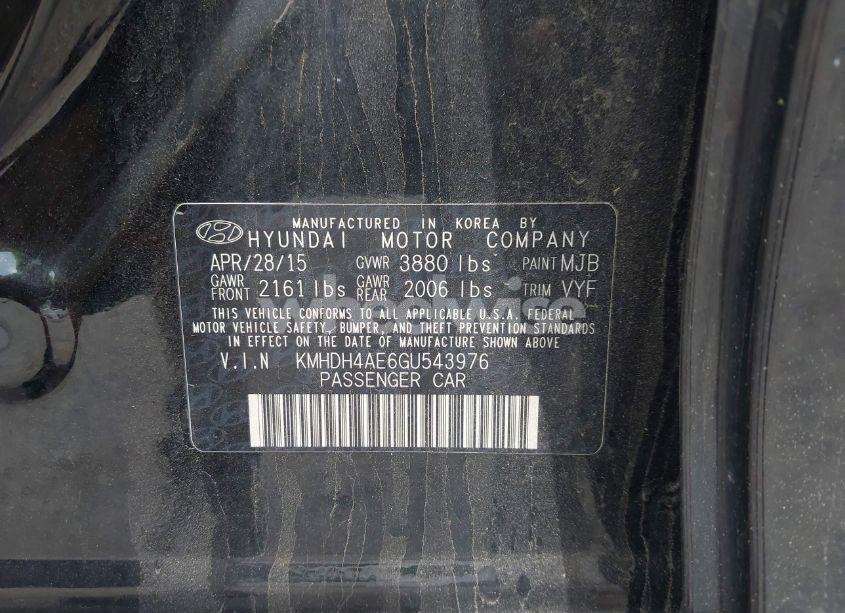 MANUFACTURED IN KOREA BY
HYUNDAI MOTOR COMPANY
APR/28/15 GVWR 3880 lbs PAINT MJB
GAWR FRONT 2161 lbs GAWR REAR 2006 lbs TRIM VYF
THIS VEHICLE CONFORMS TO ALL APPLICABLE U.S.A. FEDERAL
MOTOR VEHICLE SAFETY, BUMPER, AND THEFT PREVENTION STANDARDS
IN EFFECT ON THE DATE OF MANUFACTURE SHOWN ABOVE
V.I.N KMHDH4AE6GU543976
PASSENGER CAR